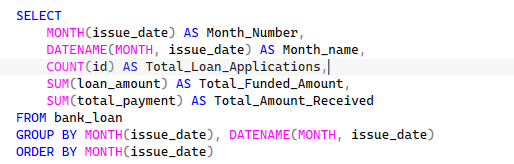 SELECT
MONTH(issue_date) AS Month_Number,
DATENAME(MONTH, issue_date) AS Month_name,
COUNT(id) AS Total_Loan_Applications,
SUM(loan_amount) AS Total_Funded_Amount,
SUM(total_payment) AS Total_Amount_Received
FROM bank_loan
GROUP BY MONTH(issue_date), DATENAME(MONTH, issue_date)
ORDER BY MONTH(issue_date)